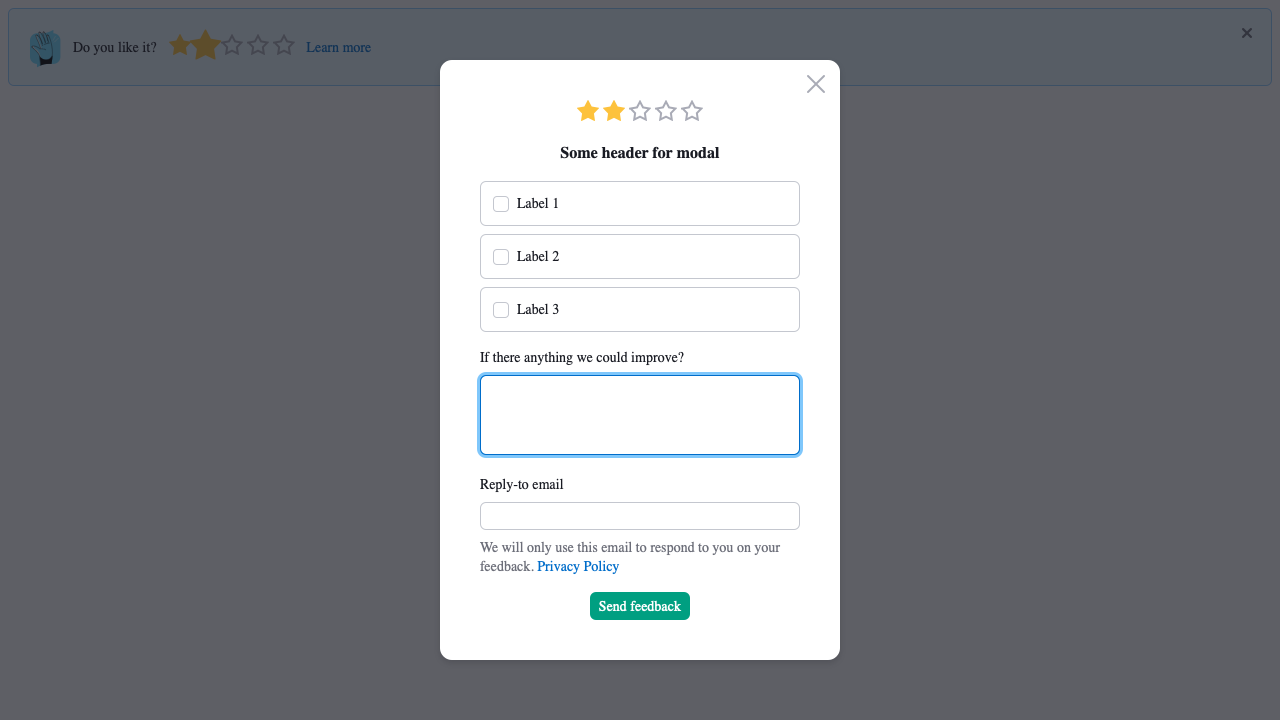 Do you like it? Learn more
Some header for modal
Label 1
Label 2
Label 3
If there anything we could improve?
Reply-to email
We will only use this email to respond to you on your
feedback. Privacy Policy
Send feedback